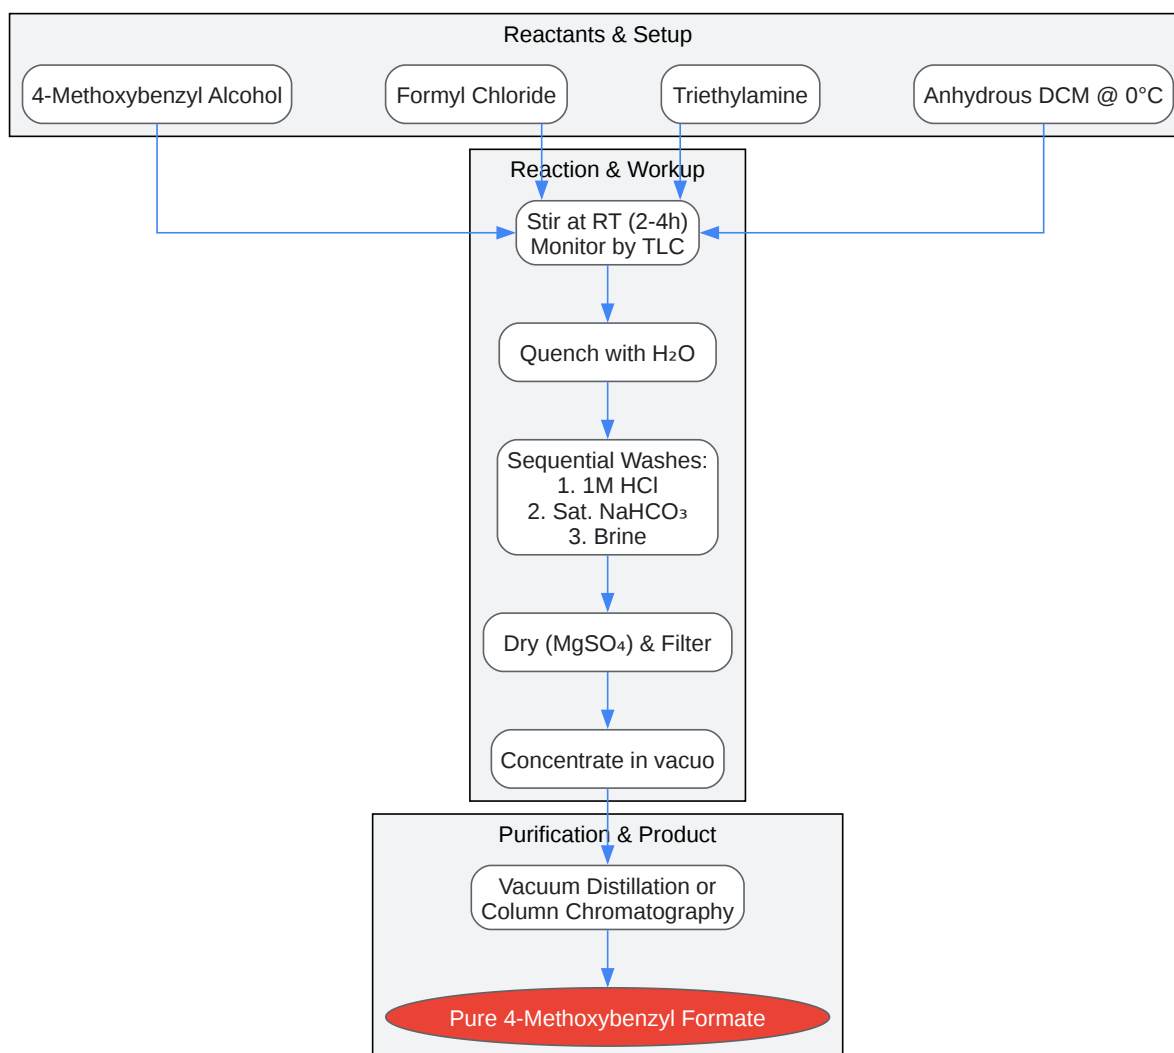 Reactants & Setup
4-Methoxybenzyl Alcohol
Formyl Chloride
Triethylamine
Anhydrous DCM @ 0°C
Reaction & Workup
Stir at RT (2-4h)
Monitor by TLC
Quench with H₂O
Sequential Washes:
1. 1M HCl
2. Sat. NaHCO₃
3. Brine
Dry (MgSO₄) & Filter
Concentrate in vacuo
Purification & Product
Vacuum Distillation or
Column Chromatography
Pure 4-Methoxybenzyl Formate